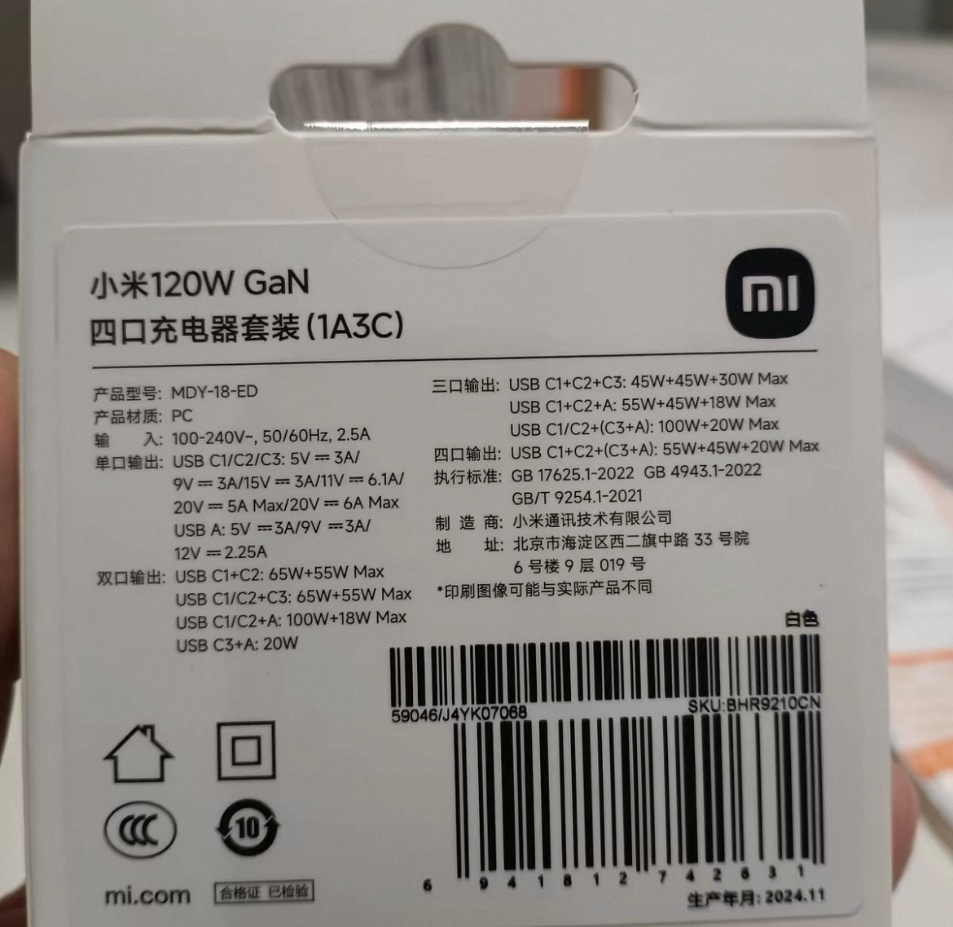 小米120W GaN
四口充电器套装(1A3C)
mi
产品型号: MDY-18-ED
产品材质: PC
输 入: 100-240V~, 50/60Hz, 2.5A
单口输出: USB C1/C2/C3: 5V ⎓ 3A/
9V ⎓ 3A/15V ⎓ 3A/11V ⎓ 6.1A/
20V ⎓ 5A Max/20V ⎓ 6A Max
USB A: 5V ⎓3A/9V ⎓3A/
12V ⎓ 2.25A
双口输出: USB C1+C2: 65W+55W Max
USB C1/C2+C3: 65W+55W Max
USB C1/C2+A: 100W+18W Max
USB C3+A: 20W
三口输出: USB C1+C2+C3: 45W+45W+30W Max
USB C1+C2+A: 55W+45W+18W Max
USB C1/C2+(C3+A): 100W+20W Max
四口输出: USB C1+C2+(C3+A): 55W+45W+20W Max
执行标准: GB 17625.1-2022 GB 4943.1-2022
GB/T 9254.1-2021
制 造 商: 小米通讯技术有限公司
地 址: 北京市海淀区西二旗中路 33 号院
6 号楼 9 层 019 号
*印刷图像可能与实际产品不同
白色
59046/J4YK07068
SKU:BHR9210CN
6 941812 742631
生产年月: 2024.11
CCC
10
mi.com
合格证 已检验